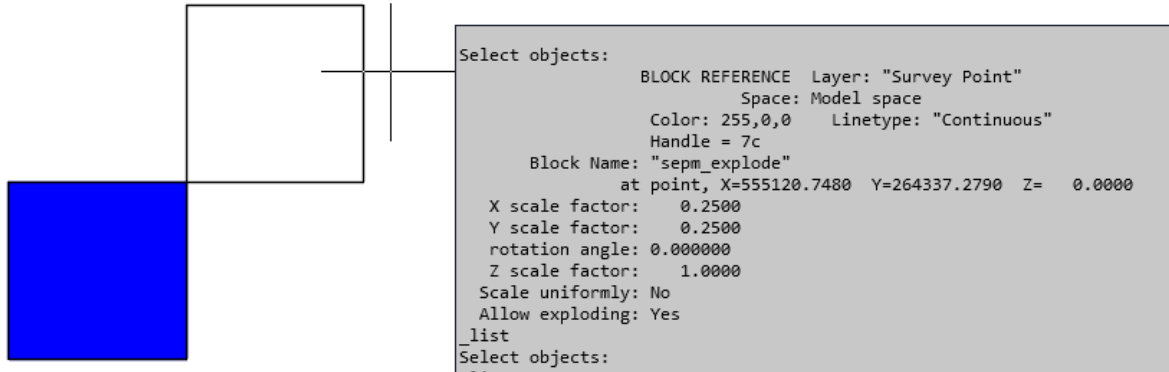 Select objects:
BLOCK REFERENCE Layer: "Survey Point"
Space: Model space
Color: 255,0,0 Linetype: "Continuous"
Handle = 7c
Block Name: "sepm_explode"
at point, X=555120.7480 Y=264337.2790 Z= 0.0000
X scale factor: 0.2500
Y scale factor: 0.2500
rotation angle: 0.000000
Z scale factor: 1.0000
Scale uniformly: No
Allow exploding: Yes
_list
Select objects: